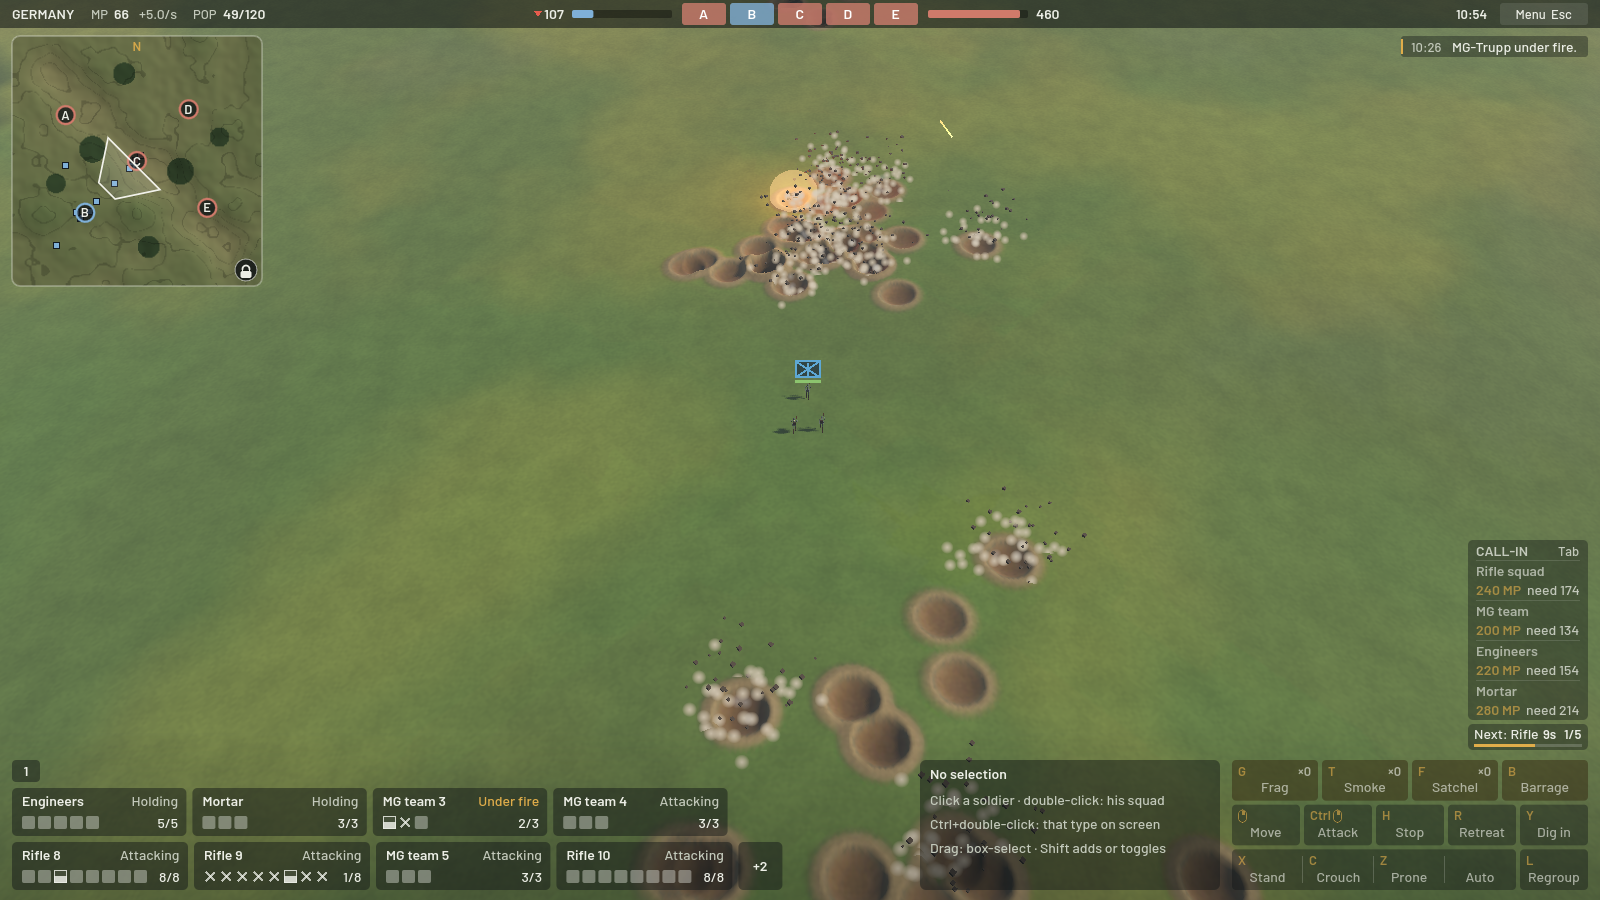 GERMANY MP 66 +5.0/s POP 49/120
107 A B C D E 460
10:54 Menu Esc
10:26 MG-Trupp under fire.
N
A
D
C
B
E
CALL-IN Tab
Rifle squad
240 MP need 174
MG team
200 MP need 134
Engineers
220 MP need 154
Mortar
280 MP need 214
Next: Rifle 9s 1/5
1
Engineers Holding
5/5
Mortar Holding
3/3
MG team 3 Under fire
2/3
MG team 4 Attacking
3/3
Rifle 8 Attacking
8/8
Rifle 9 Attacking
1/8
MG team 5 Attacking
3/3
Rifle 10 Attacking
8/8
+2
No selection
Click a soldier · double-click: his squad
Ctrl+double-click: that type on screen
Drag: box-select · Shift adds or toggles
G ×0
Frag
T ×0
Smoke
F ×0
Satchel
B
Barrage
Move
Ctrl
Attack
H
Stop
R
Retreat
Y
Dig in
X
Stand
C
Crouch
Z
Prone
Auto
L
Regroup